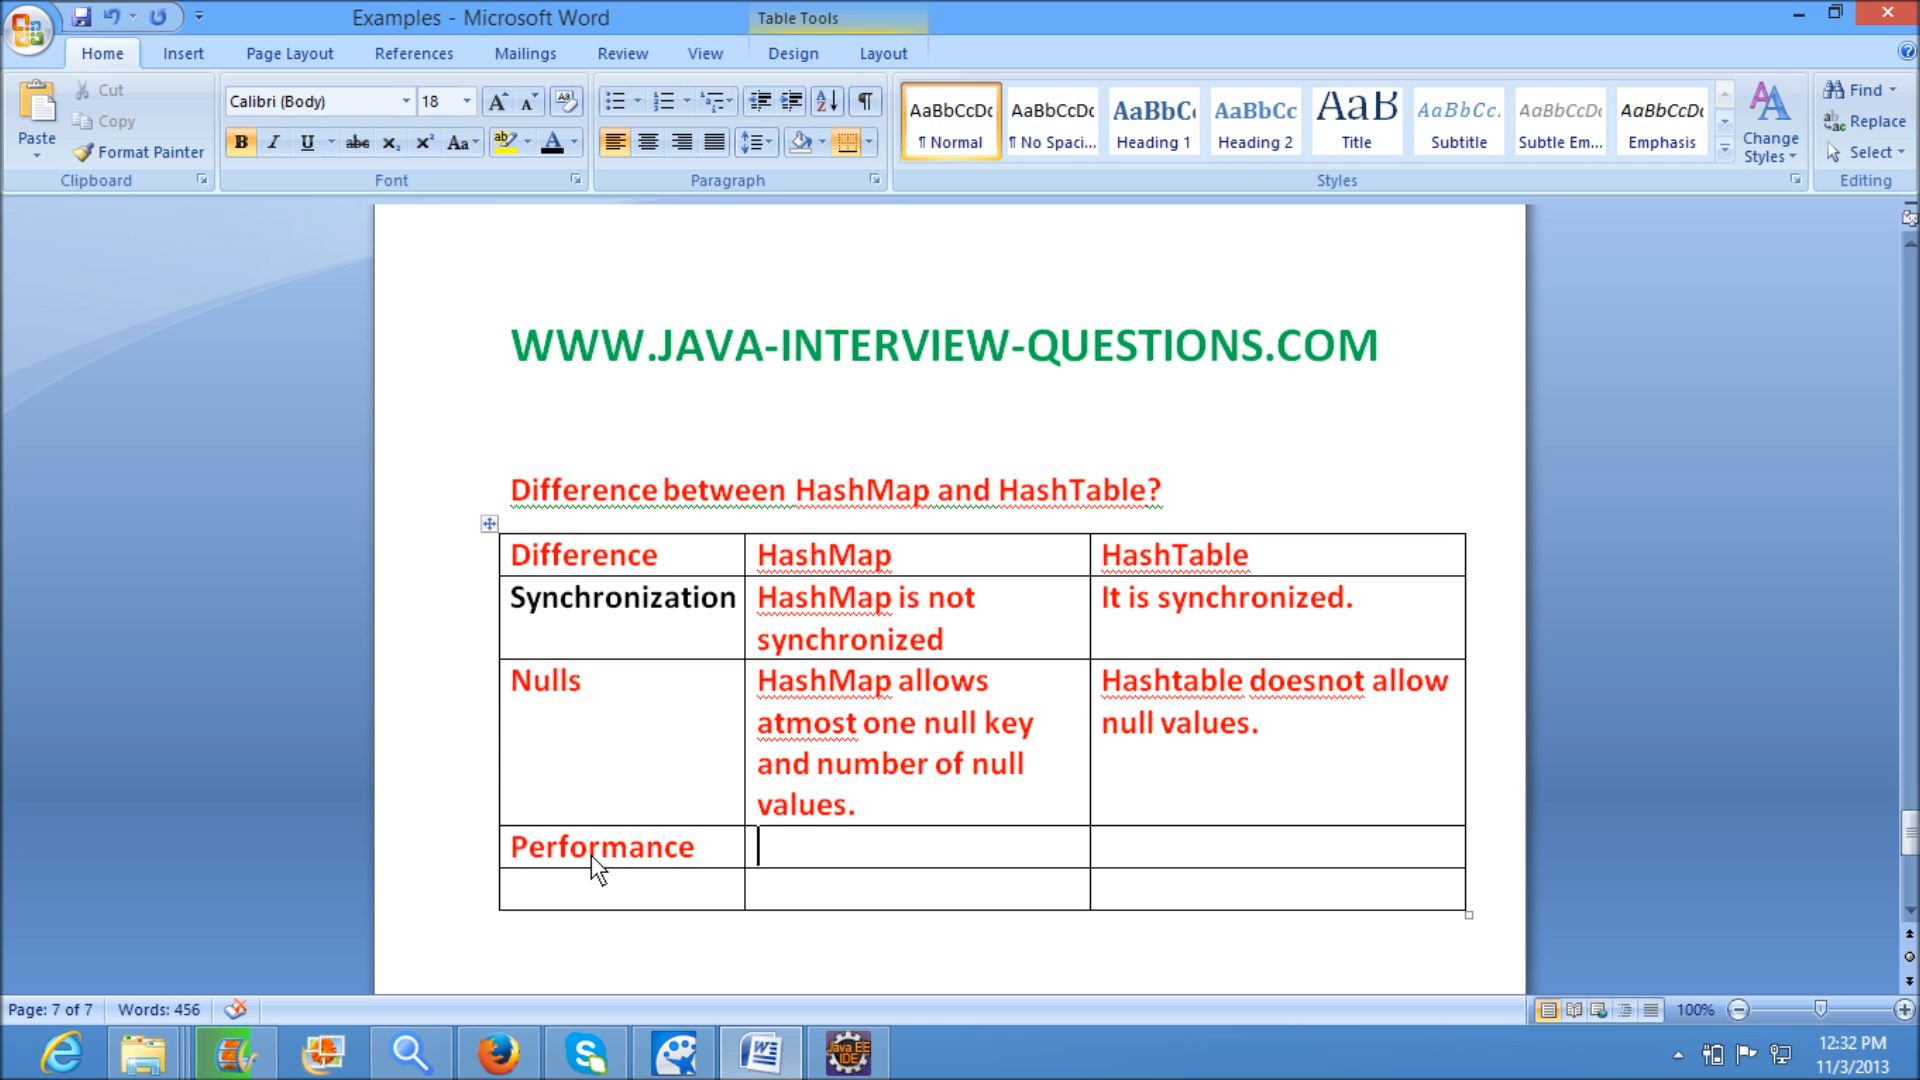 Examples - Microsoft Word
Table Tools
Home Insert Page Layout References Mailings Review View Design Layout
Paste
Cut
Copy
Format Painter
Clipboard
Calibri (Body) 18
Font
Paragraph
AaBbCcDc AaBbCcDc AaBbC AaBbCc AaB AaBbCc. AaBbCcDc AaBbCcDc
¶ Normal ¶ No Spaci... Heading 1 Heading 2 Title Subtitle Subtle Em... Emphasis
Change
Styles
Styles
Find
Replace
Select
Editing
WWW.JAVA-INTERVIEW-QUESTIONS.COM
Difference between HashMap and HashTable?
Difference HashMap HashTable
Synchronization
HashMap is not
synchronized
It is synchronized.
Nulls
HashMap allows
atmost one null key
and number of null
values.
Hashtable doesnot allow
null values.
Performance
Page: 7 of 7 Words: 456
100%
Java EE
IDE
12:32 PM
11/3/2013